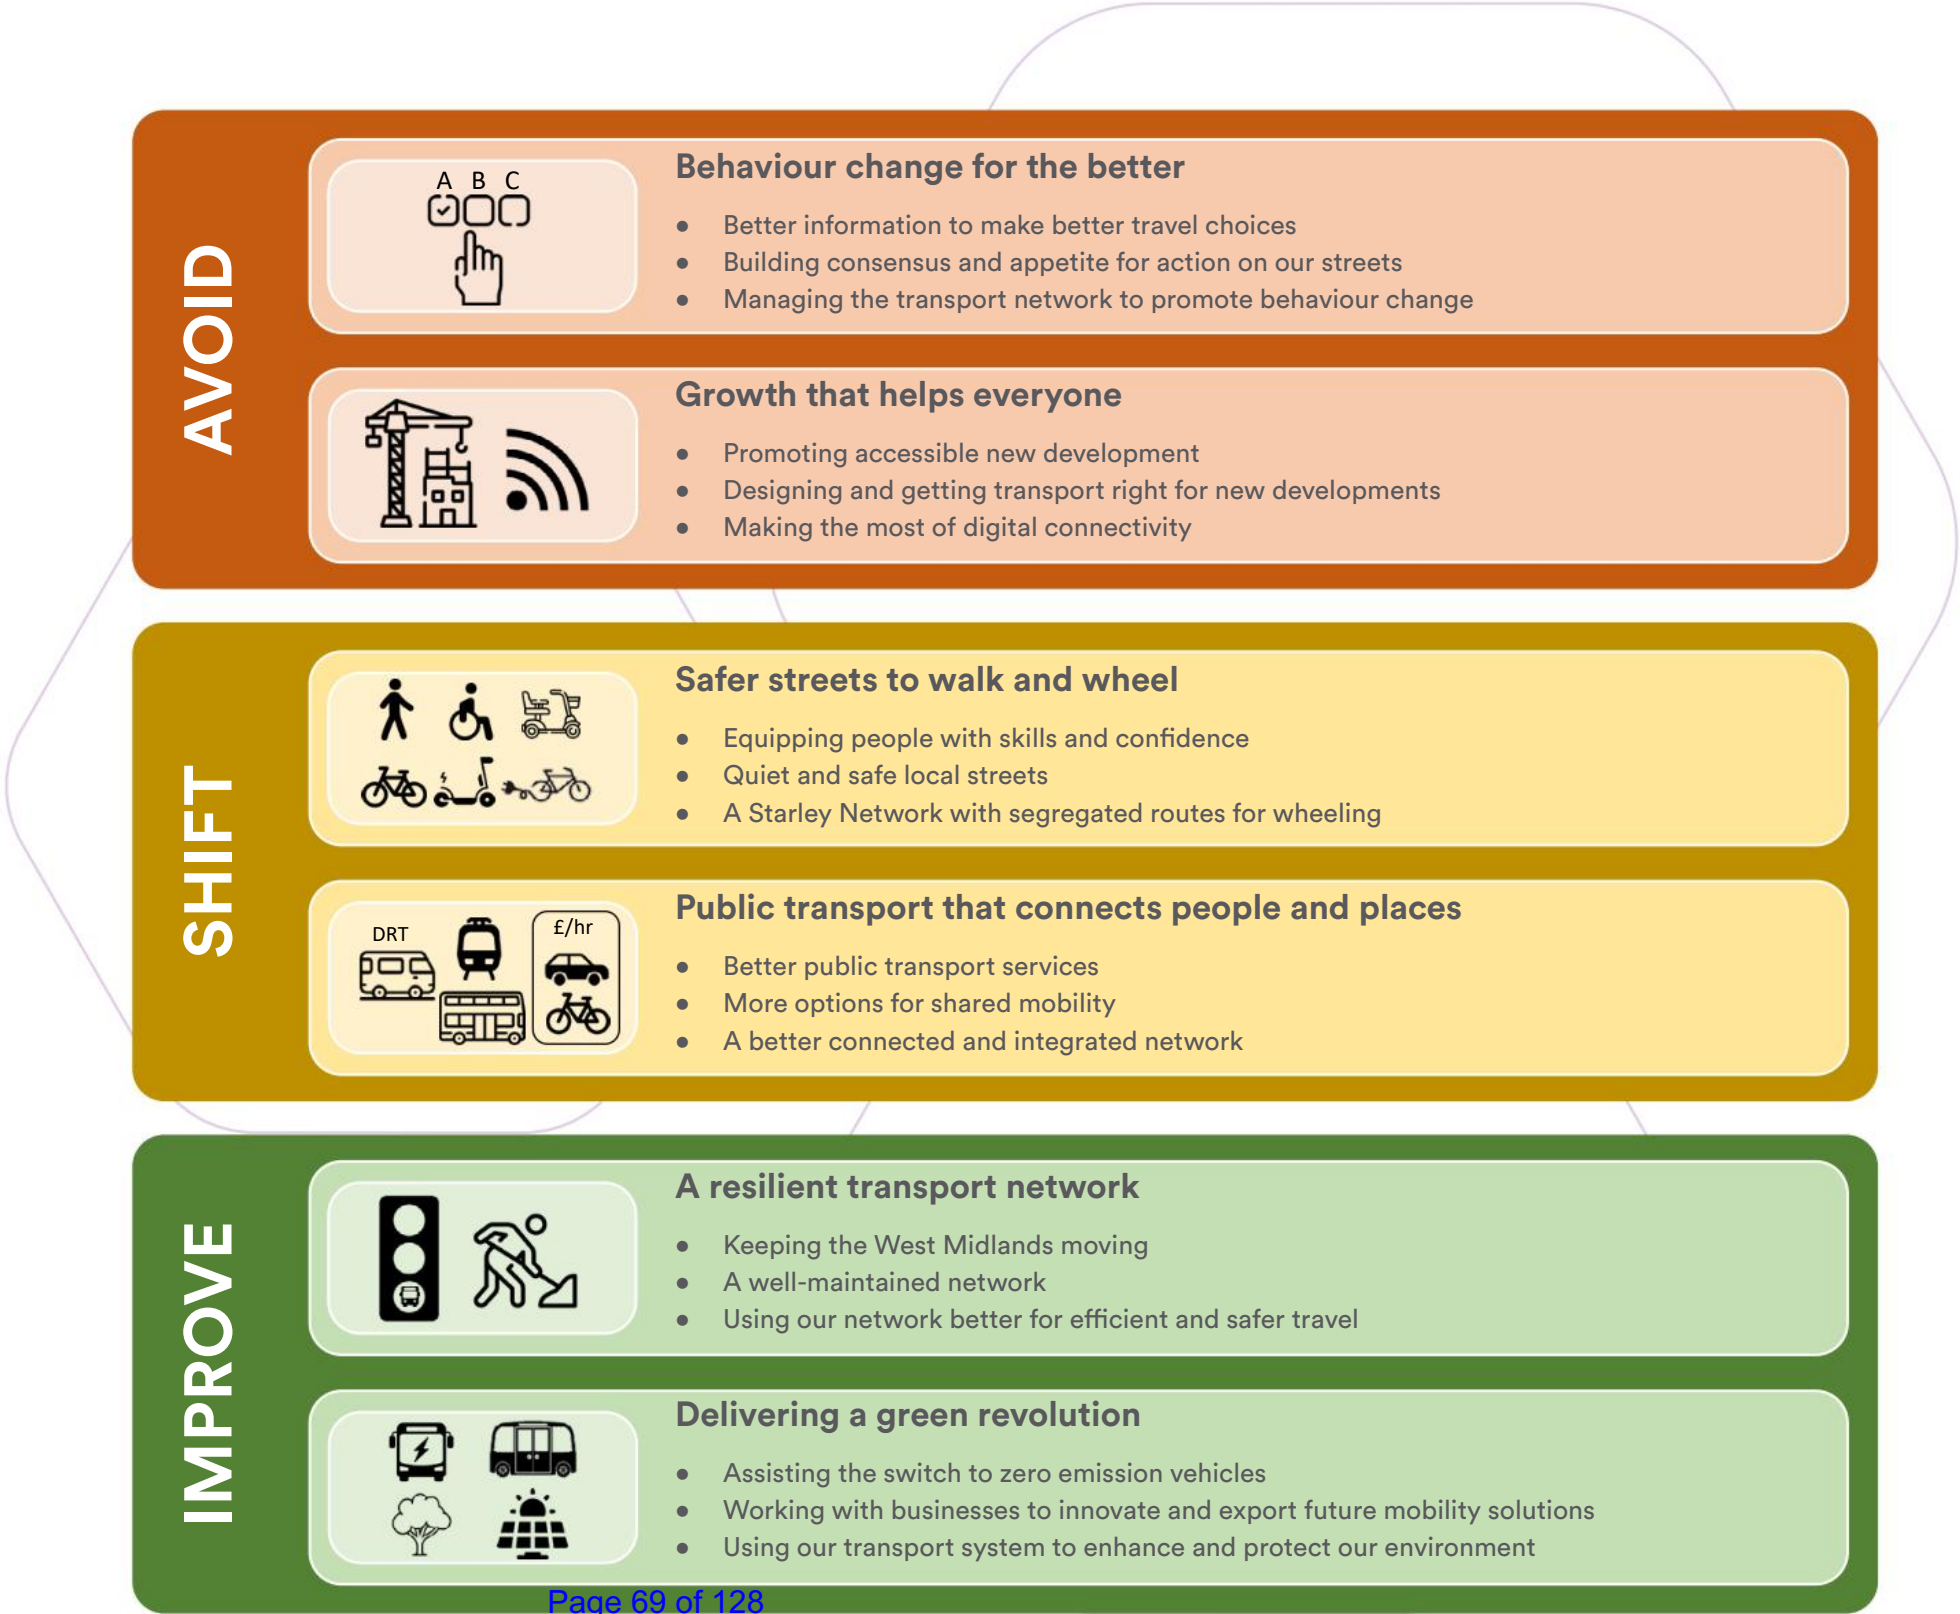 AVOID
A B C
Behaviour change for the better
● Better information to make better travel choices
● Building consensus and appetite for action on our streets
● Managing the transport network to promote behaviour change
Growth that helps everyone
● Promoting accessible new development
● Designing and getting transport right for new developments
● Making the most of digital connectivity
SHIFT
Safer streets to walk and wheel
● Equipping people with skills and confidence
● Quiet and safe local streets
● A Starley Network with segregated routes for wheeling
DRT
£/hr
Public transport that connects people and places
● Better public transport services
● More options for shared mobility
● A better connected and integrated network
IMPROVE
A resilient transport network
● Keeping the West Midlands moving
● A well-maintained network
● Using our network better for efficient and safer travel
Delivering a green revolution
● Assisting the switch to zero emission vehicles
● Working with businesses to innovate and export future mobility solutions
● Using our transport system to enhance and protect our environment
Page 69 of 128